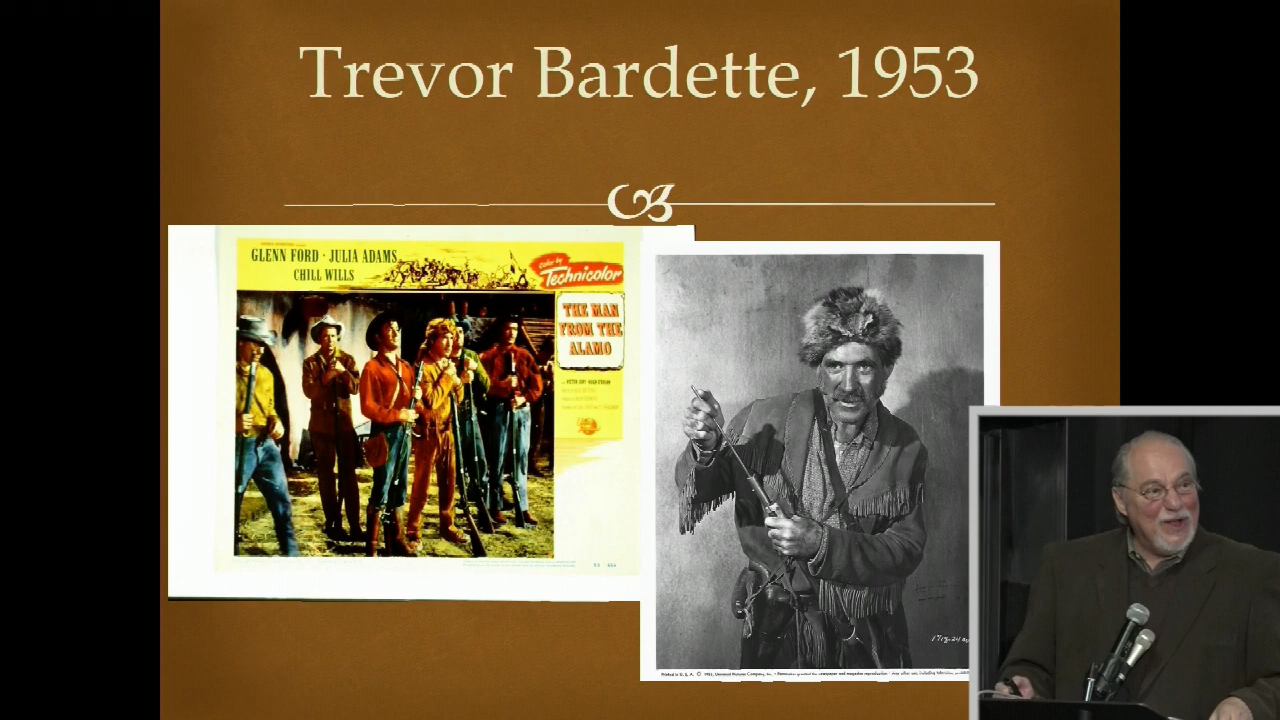 Trevor Bardette, 1953
GLENN FORD · JULIA ADAMS
CHILL WILLS
Color by
Technicolor
THE MAN
FROM THE
ALAMO